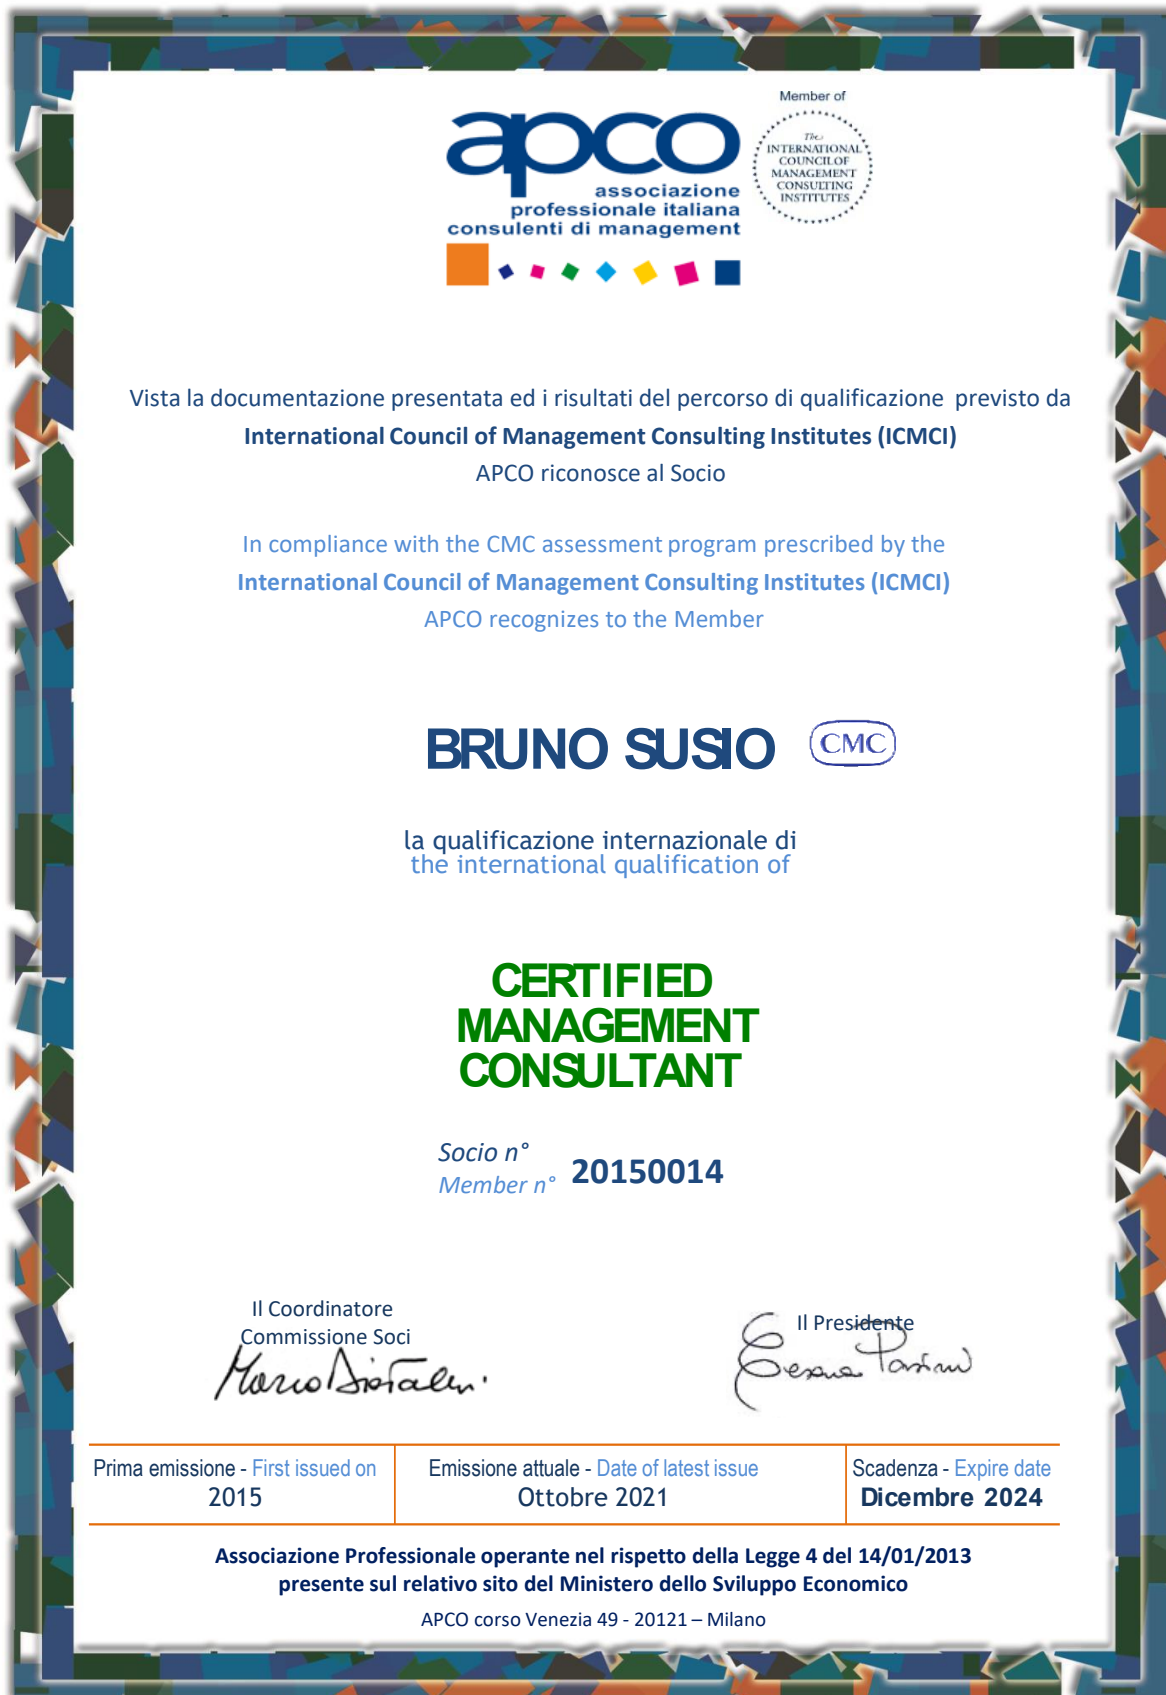 Member of
apco
associazione
professionale italiana
consulenti di management
The
INTERNATIONAL
COUNCIL OF
MANAGEMENT
CONSULTING
INSTITUTES
Vista la documentazione presentata ed i risultati del percorso di qualificazione previsto da
International Council of Management Consulting Institutes (ICMCI)
APCO riconosce al Socio
In compliance with the CMC assessment program prescribed by the
International Council of Management Consulting Institutes (ICMCI)
APCO recognizes to the Member
BRUNO SUSIO CMC
la qualificazione internazionale di
the international qualification of
CERTIFIED
MANAGEMENT
CONSULTANT
Socio n°
Member n° 20150014
Il Coordinatore
Commissione Soci
Il Presidente
Prima emissione - First issued on
2015
Emissione attuale - Date of latest issue
Ottobre 2021
Scadenza - Expire date
Dicembre 2024
Associazione Professionale operante nel rispetto della Legge 4 del 14/01/2013
presente sul relativo sito del Ministero dello Sviluppo Economico
APCO corso Venezia 49 - 20121 – Milano